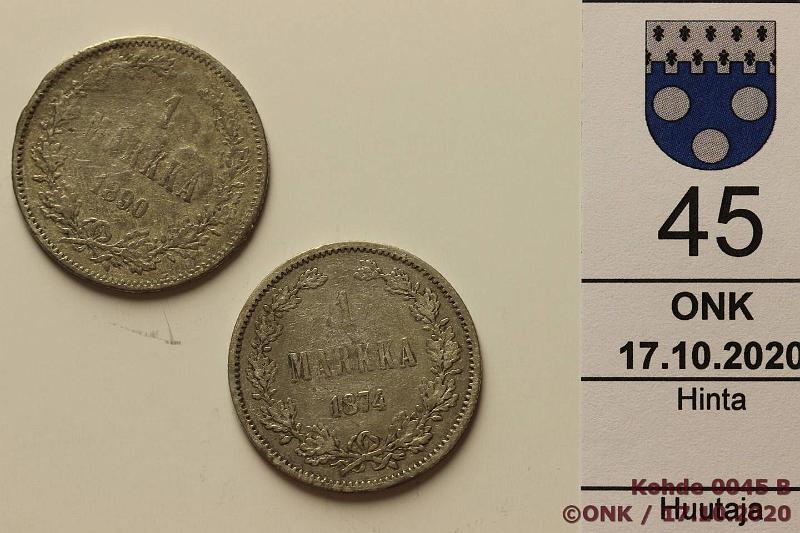 1
MARKKA
1890
1
MARKKA
1874
45
ONK
17.10.2020
Hinta
Kohde 0045 B
Huutaja
©ONK / 17.10.2020